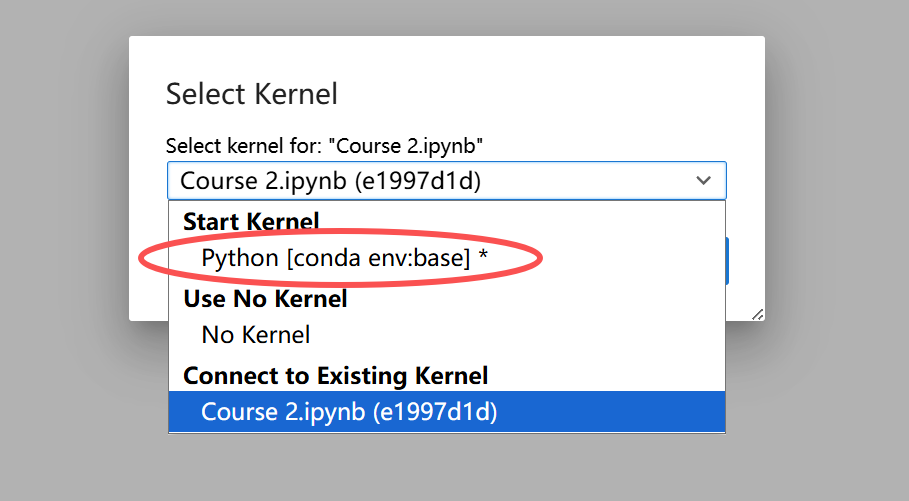 Select Kernel
Select kernel for: "Course 2.ipynb"
Course 2.ipynb (e1997d1d)
Start Kernel
Python [conda env:base] *
Use No Kernel
No Kernel
Connect to Existing Kernel
Course 2.ipynb (e1997d1d)